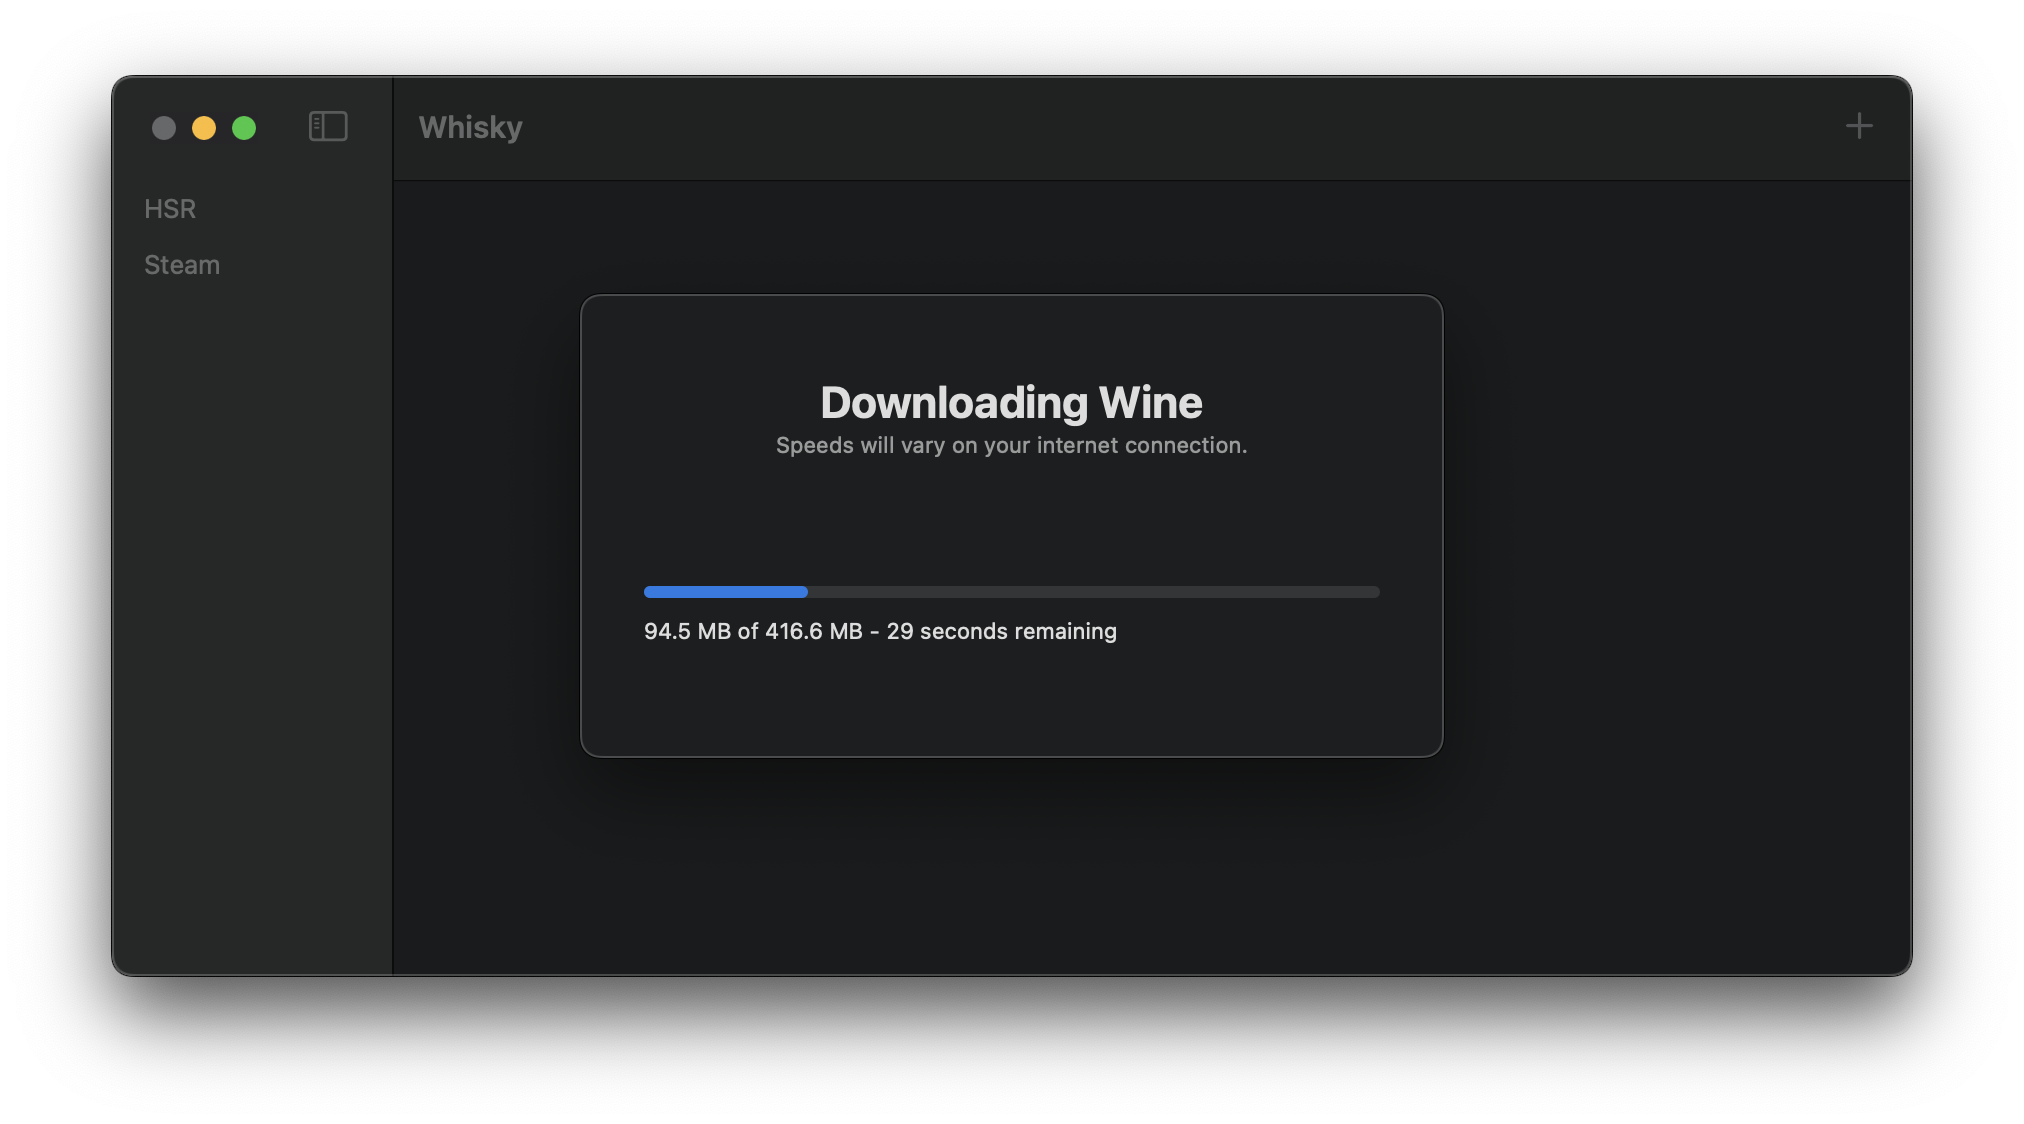 Whisky
HSR
Steam
Downloading Wine
Speeds will vary on your internet connection.
94.5 MB of 416.6 MB - 29 seconds remaining